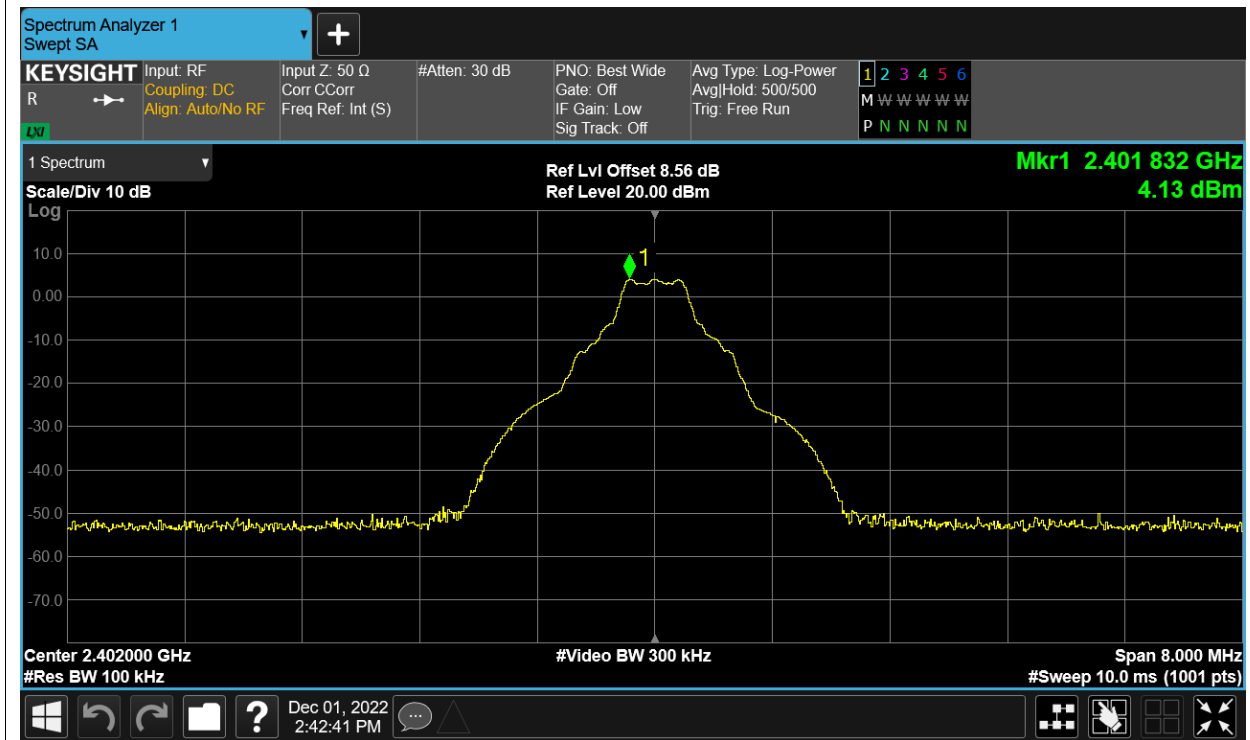 Spectrum Analyzer 1
Swept SA
KEYSIGHT
R
LXI
Input: RF
Coupling: DC
Align: Auto/No RF
Input Z: 50 Ω
Corr CCorr
Freq Ref: Int (S)
#Atten: 30 dB
PNO: Best Wide
Gate: Off
IF Gain: Low
Sig Track: Off
Avg Type: Log-Power
Avg|Hold: 500/500
Trig: Free Run
1 2 3 4 5 6
M W W W W W
P N N N N N
1 Spectrum
Scale/Div 10 dB
Log
Ref Lvl Offset 8.56 dB
Ref Level 20.00 dBm
Mkr1 2.401 832 GHz
4.13 dBm
1
10.0
0.00
-10.0
-20.0
-30.0
-40.0
-50.0
-60.0
-70.0
Center 2.402000 GHz
#Res BW 100 kHz
#Video BW 300 kHz
Span 8.000 MHz
#Sweep 10.0 ms (1001 pts)
?
Dec 01, 2022
2:42:41 PM